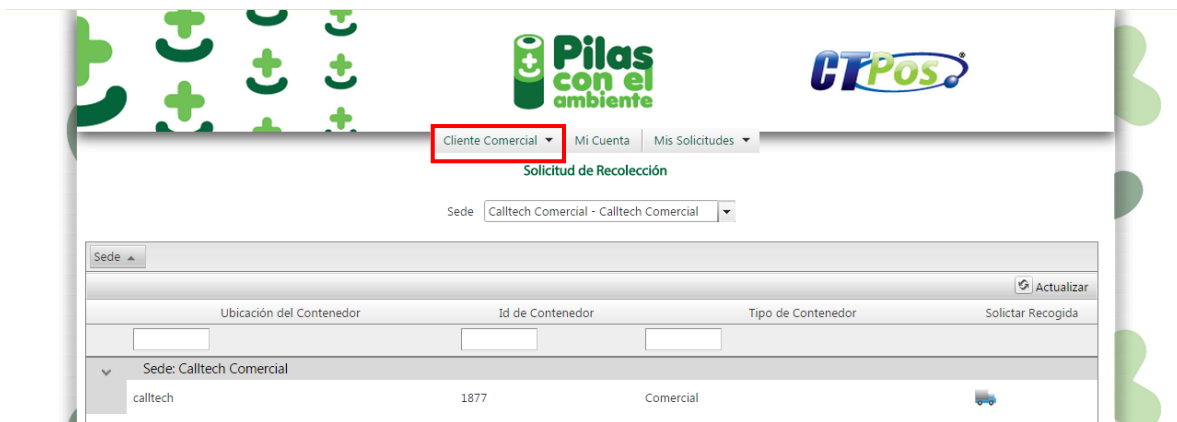 Pilas
con el
ambiente
CTPos®
Cliente Comercial Mi Cuenta Mis Solicitudes
Solicitud de Recolección
Sede Calltech Comercial - Calltech Comercial
Sede
Actualizar
Ubicación del Contenedor Id de Contenedor Tipo de Contenedor Solictar Recogida
Sede: Calltech Comercial
calltech 1877 Comercial